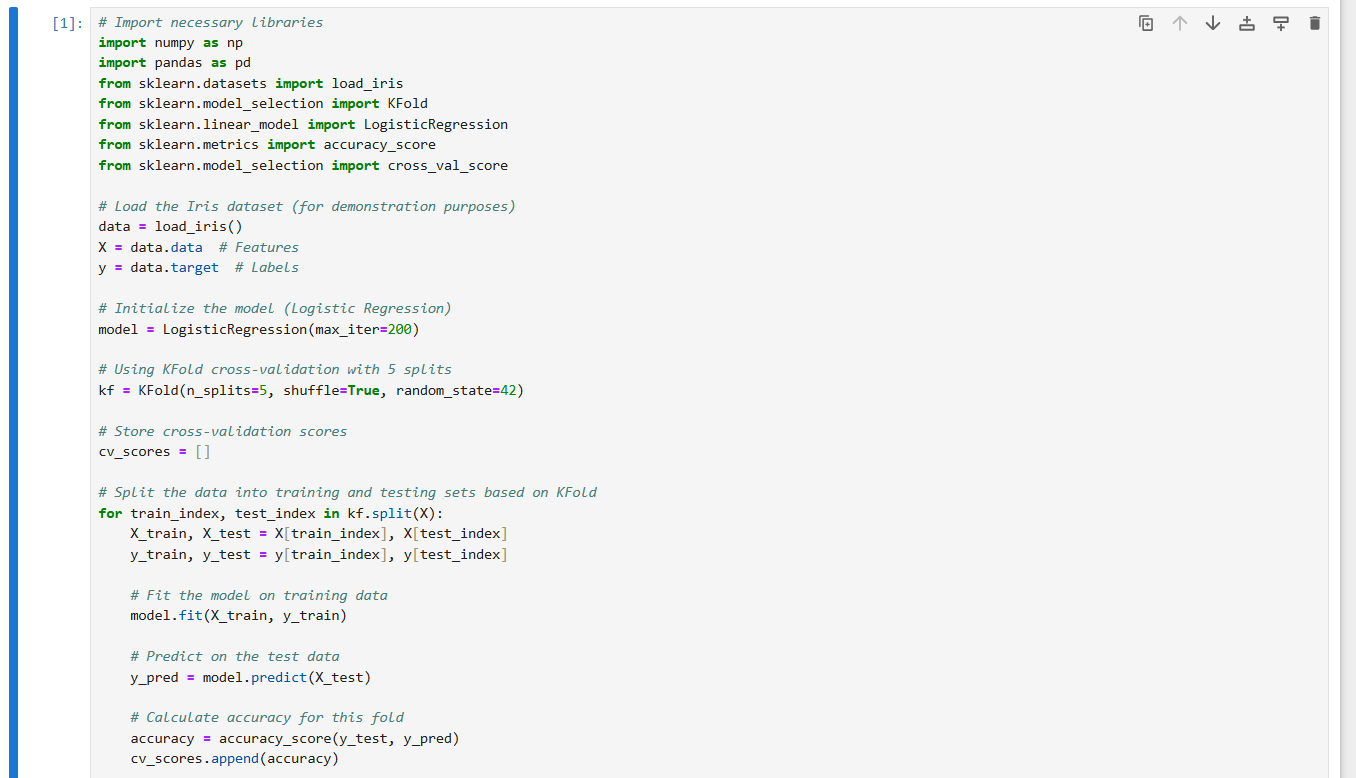 [1]:
# Import necessary libraries
import numpy as np
import pandas as pd
from sklearn.datasets import load_iris
from sklearn.model_selection import KFold
from sklearn.linear_model import LogisticRegression
from sklearn.metrics import accuracy_score
from sklearn.model_selection import cross_val_score

# Load the Iris dataset (for demonstration purposes)
data = load_iris()
X = data.data  # Features
y = data.target  # Labels

# Initialize the model (Logistic Regression)
model = LogisticRegression(max_iter=200)

# Using KFold cross-validation with 5 splits
kf = KFold(n_splits=5, shuffle=True, random_state=42)

# Store cross-validation scores
cv_scores = []

# Split the data into training and testing sets based on KFold
for train_index, test_index in kf.split(X):
    X_train, X_test = X[train_index], X[test_index]
    y_train, y_test = y[train_index], y[test_index]

    # Fit the model on training data
    model.fit(X_train, y_train)

    # Predict on the test data
    y_pred = model.predict(X_test)

    # Calculate accuracy for this fold
    accuracy = accuracy_score(y_test, y_pred)
    cv_scores.append(accuracy)